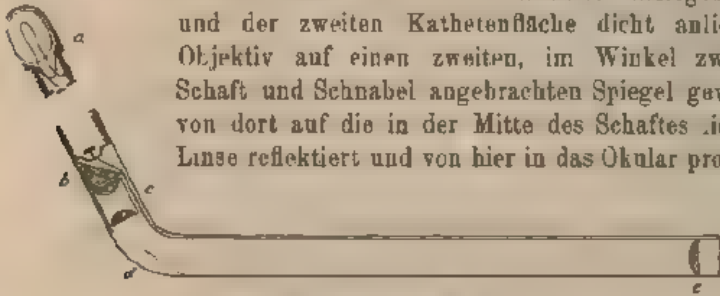 und der zweiten Kathetenfläche dicht anli
Objektiv auf einen zweiten, im Winkel zw
Schaft und Schnabel angebrachten Spiegel gew
von dort auf die in der Mitte des Schaftes
Linse reflektiert und von hier in das Okular pro
a
b
c
d
e